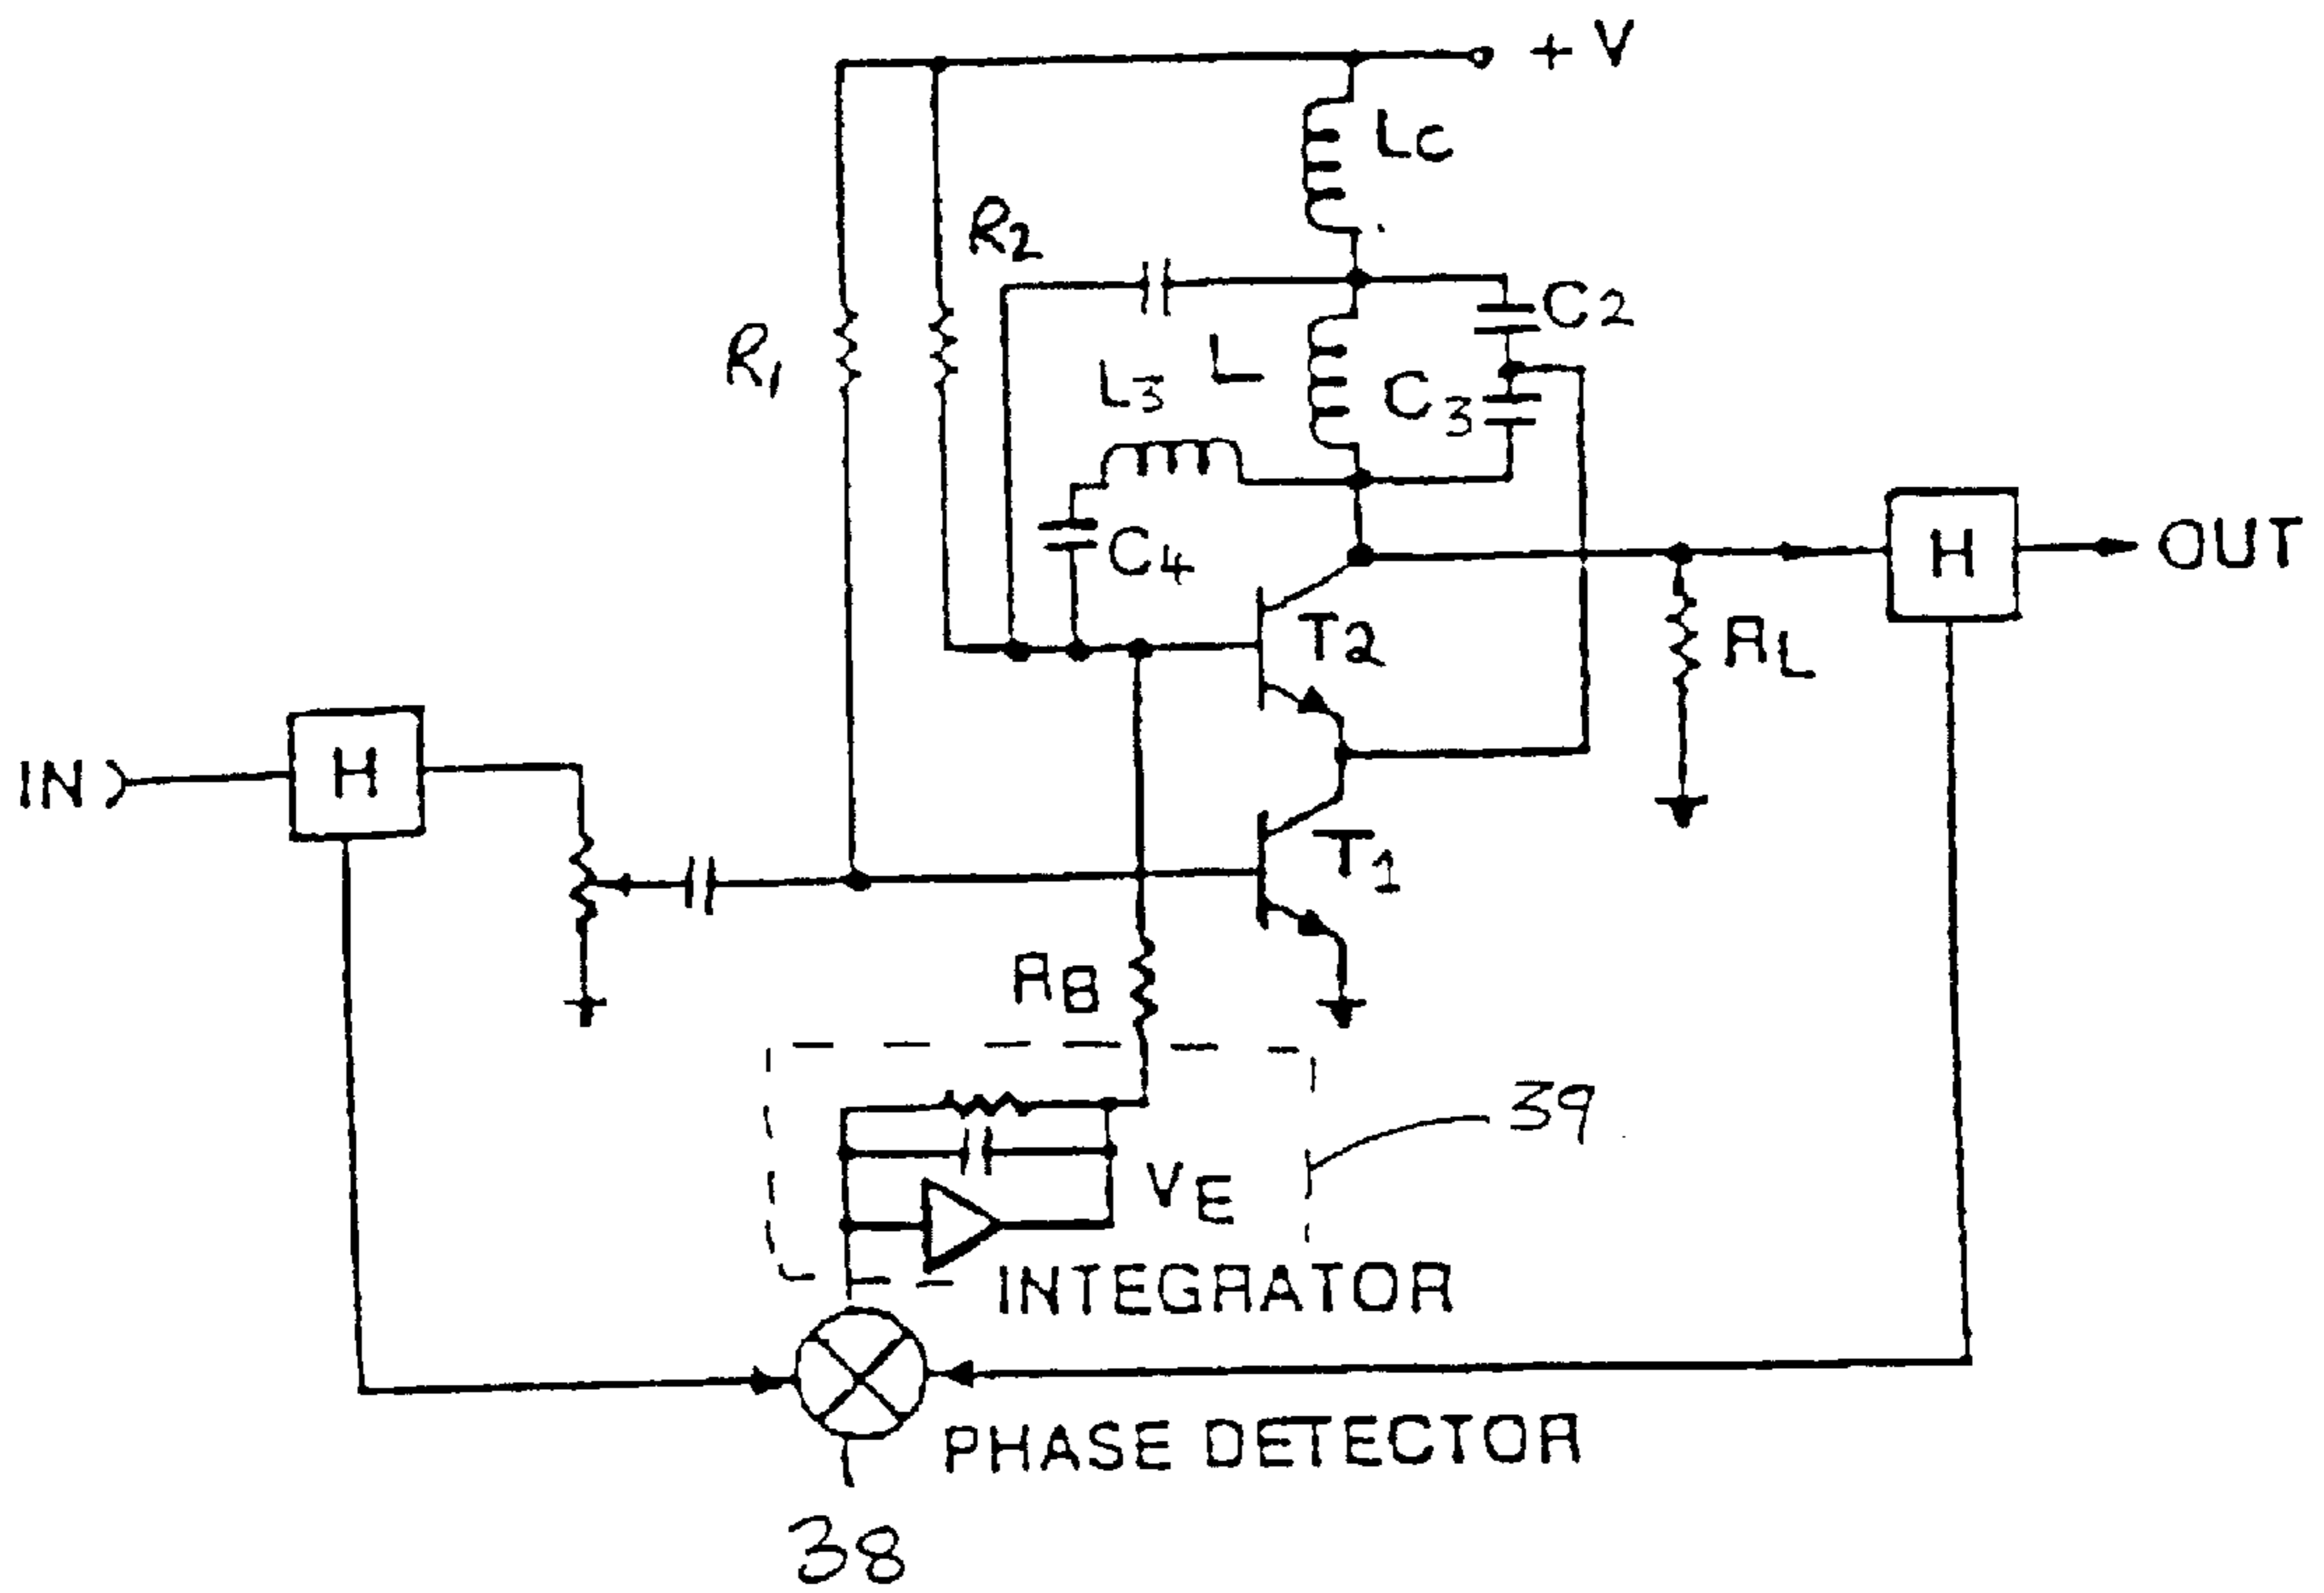 + V
LC
R2
C2
R1
L
L3
C3
C4
H
OUT
T2
RL
IN
H
T1
RB
39
VE
INTEGRATOR
PHASE DETECTOR
38